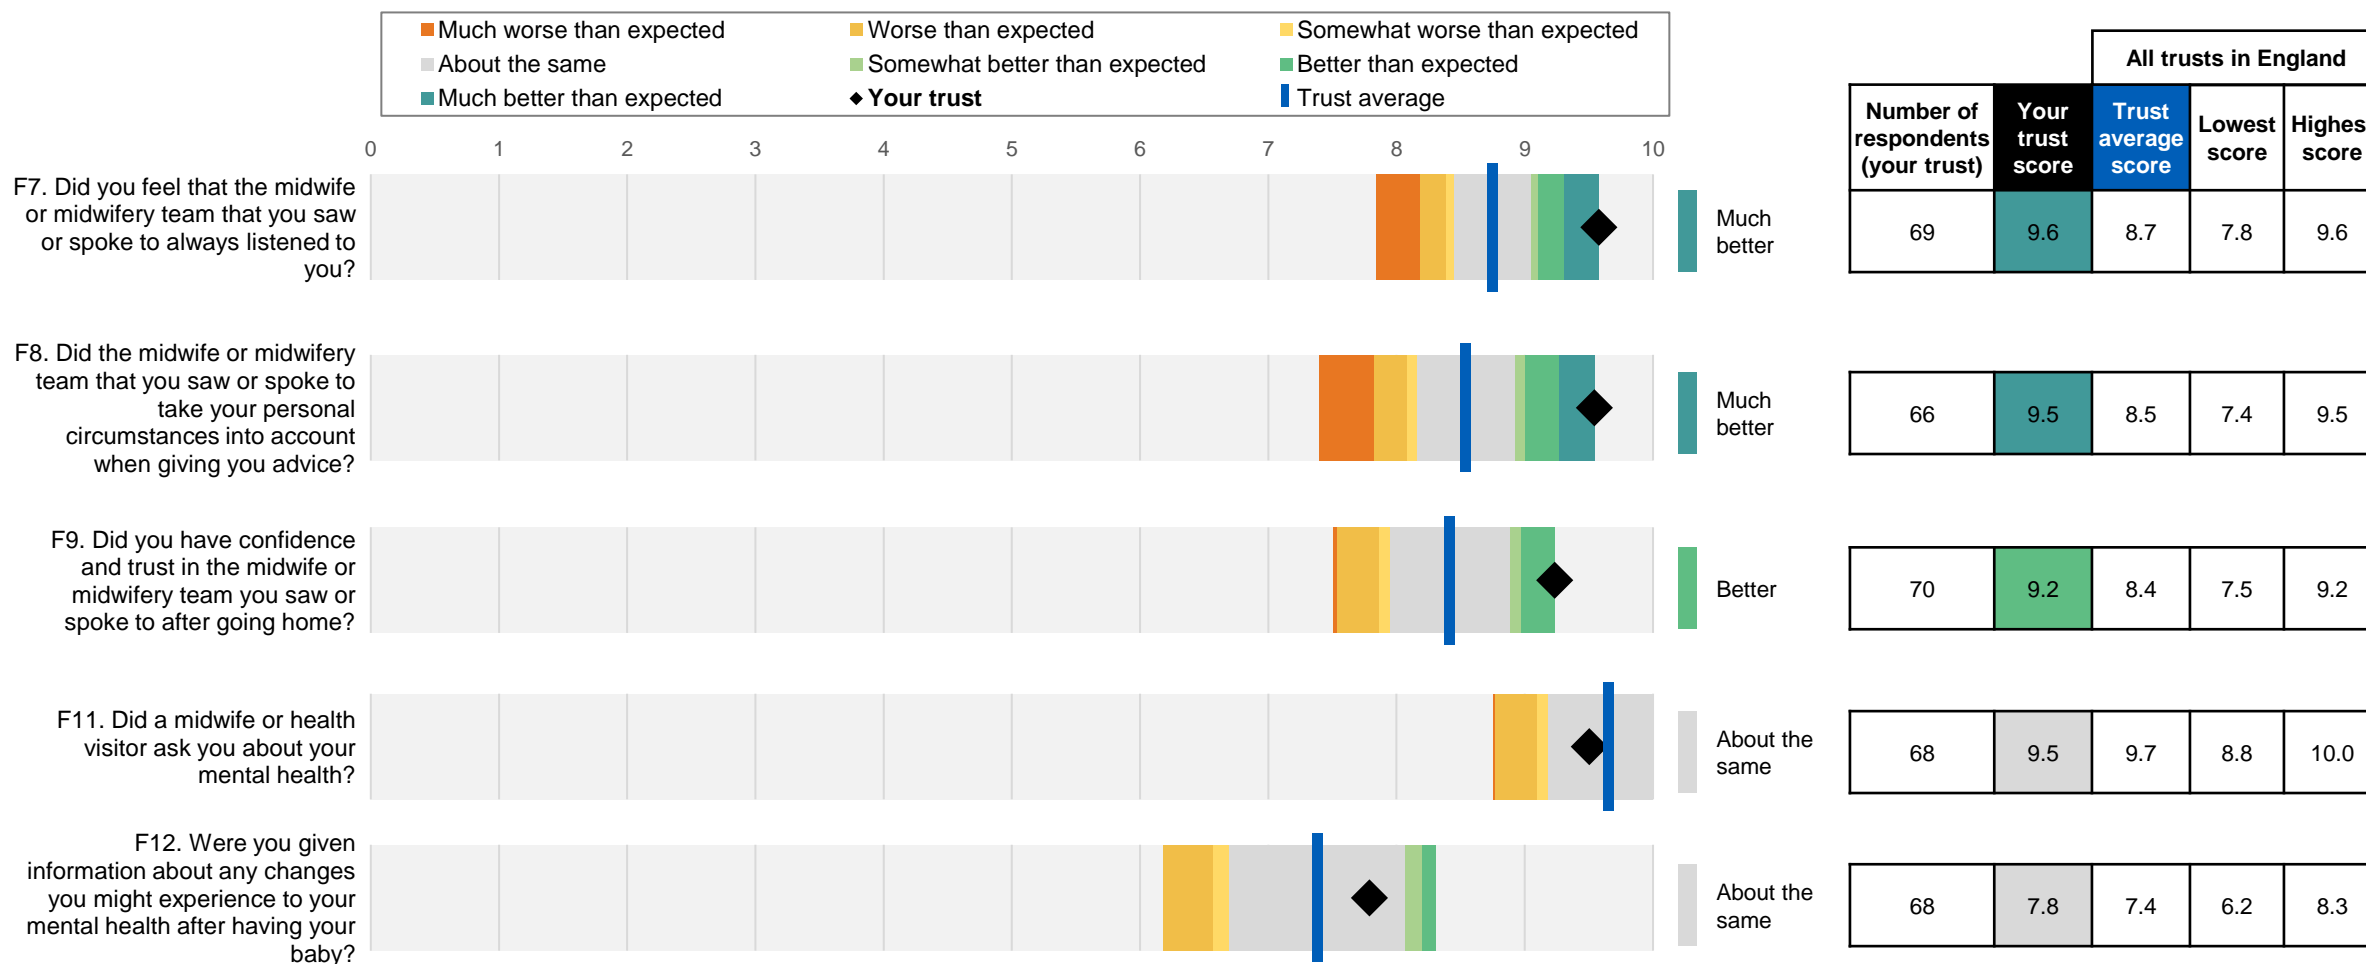 Much worse than expected
Worse than expected
Somewhat worse than expected
About the same
Somewhat better than expected
Better than expected
Much better than expected
Your trust
Trust average
All trusts in England
Number of
respondents
(your trust)
Your
trust
score
Trust
average
score
Lowest
score
Highes
score
0 1 2 3 4 5 6 7 8 9 10
F7. Did you feel that the midwife
or midwifery team that you saw
or spoke to always listened to
you?
Much
better
69 9.6 8.7 7.8 9.6
F8. Did the midwife or midwifery
team that you saw or spoke to
take your personal
circumstances into account
when giving you advice?
Much
better
66 9.5 8.5 7.4 9.5
F9. Did you have confidence
and trust in the midwife or
midwifery team you saw or
spoke to after going home?
Better
70 9.2 8.4 7.5 9.2
F11. Did a midwife or health
visitor ask you about your
mental health?
About the
same
68 9.5 9.7 8.8 10.0
F12. Were you given
information about any changes
you might experience to your
mental health after having your
baby?
About the
same
68 7.8 7.4 6.2 8.3